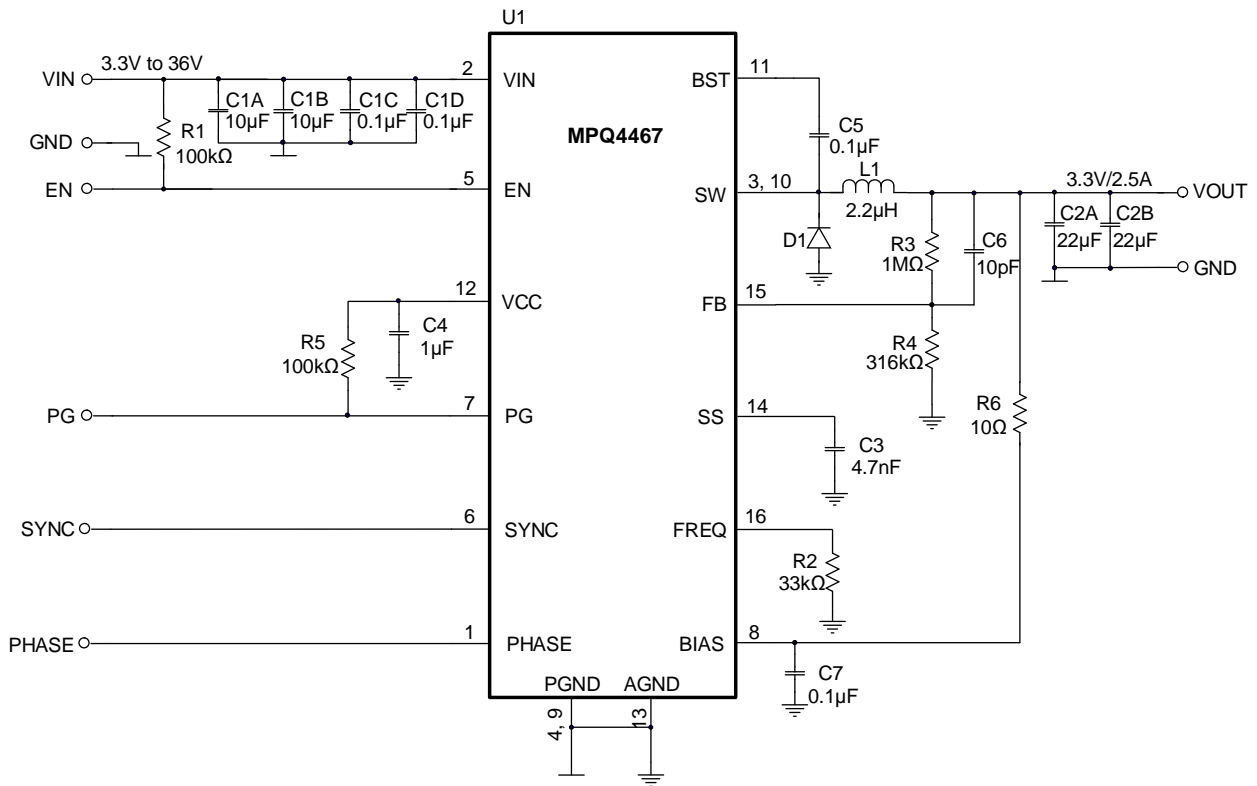 U1
MPQ4467
VIN
3.3V to 36V
2
VIN
C1A
10µF
C1B
10µF
C1C
0.1µF
C1D
0.1µF
GND
R1
100kΩ
EN
5
EN
12
VCC
C4
1µF
R5
100kΩ
PG
7
PG
SYNC
6
SYNC
PHASE
1
PHASE
PGND
AGND
4, 9
13
BST
11
C5
0.1µF
SW
3, 10
L1
2.2µH
D1
3.3V/2.5A
VOUT
R3
1MΩ
C6
10pF
C2A
22µF
C2B
22µF
GND
FB
15
R4
316kΩ
R6
10Ω
SS
14
C3
4.7nF
FREQ
16
R2
33kΩ
BIAS
8
C7
0.1µF